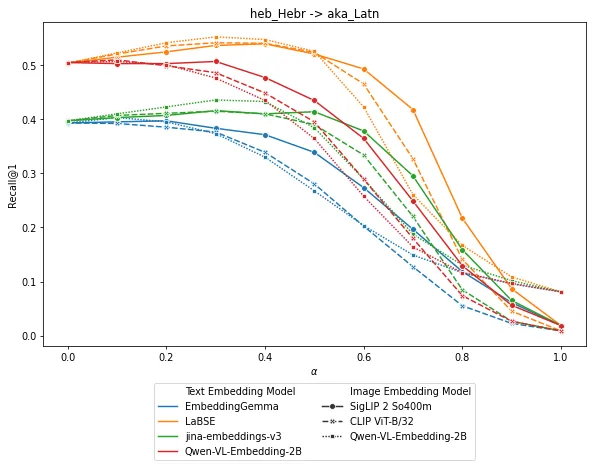 heb_Hebr -> aka_Latn
Recall@1
0.5
0.4
0.3
0.2
0.1
0.0
0.0 0.2 0.4 0.6 0.8 1.0
α
Text Embedding Model Image Embedding Model
EmbeddingGemma SigLIP 2 So400m
LaBSE CLIP ViT-B/32
jina-embeddings-v3 Qwen-VL-Embedding-2B
Qwen-VL-Embedding-2B